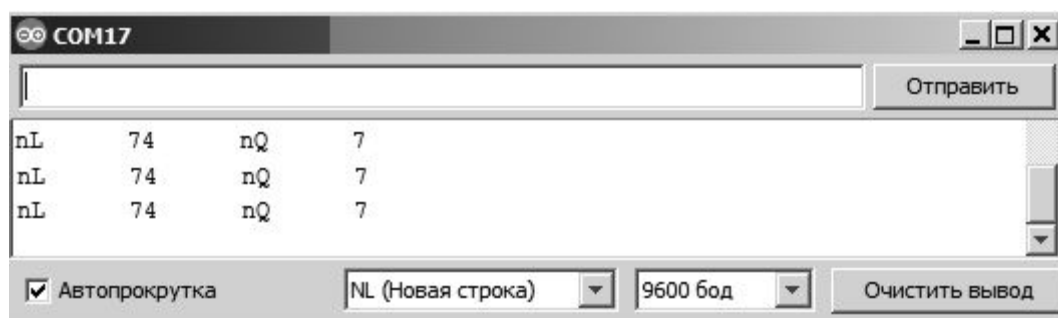 COM17
Отправить
nL 74 nQ 7
nL 74 nQ 7
nL 74 nQ 7
Автопрокрутка NL (Новая строка) 9600 бод Очистить вывод